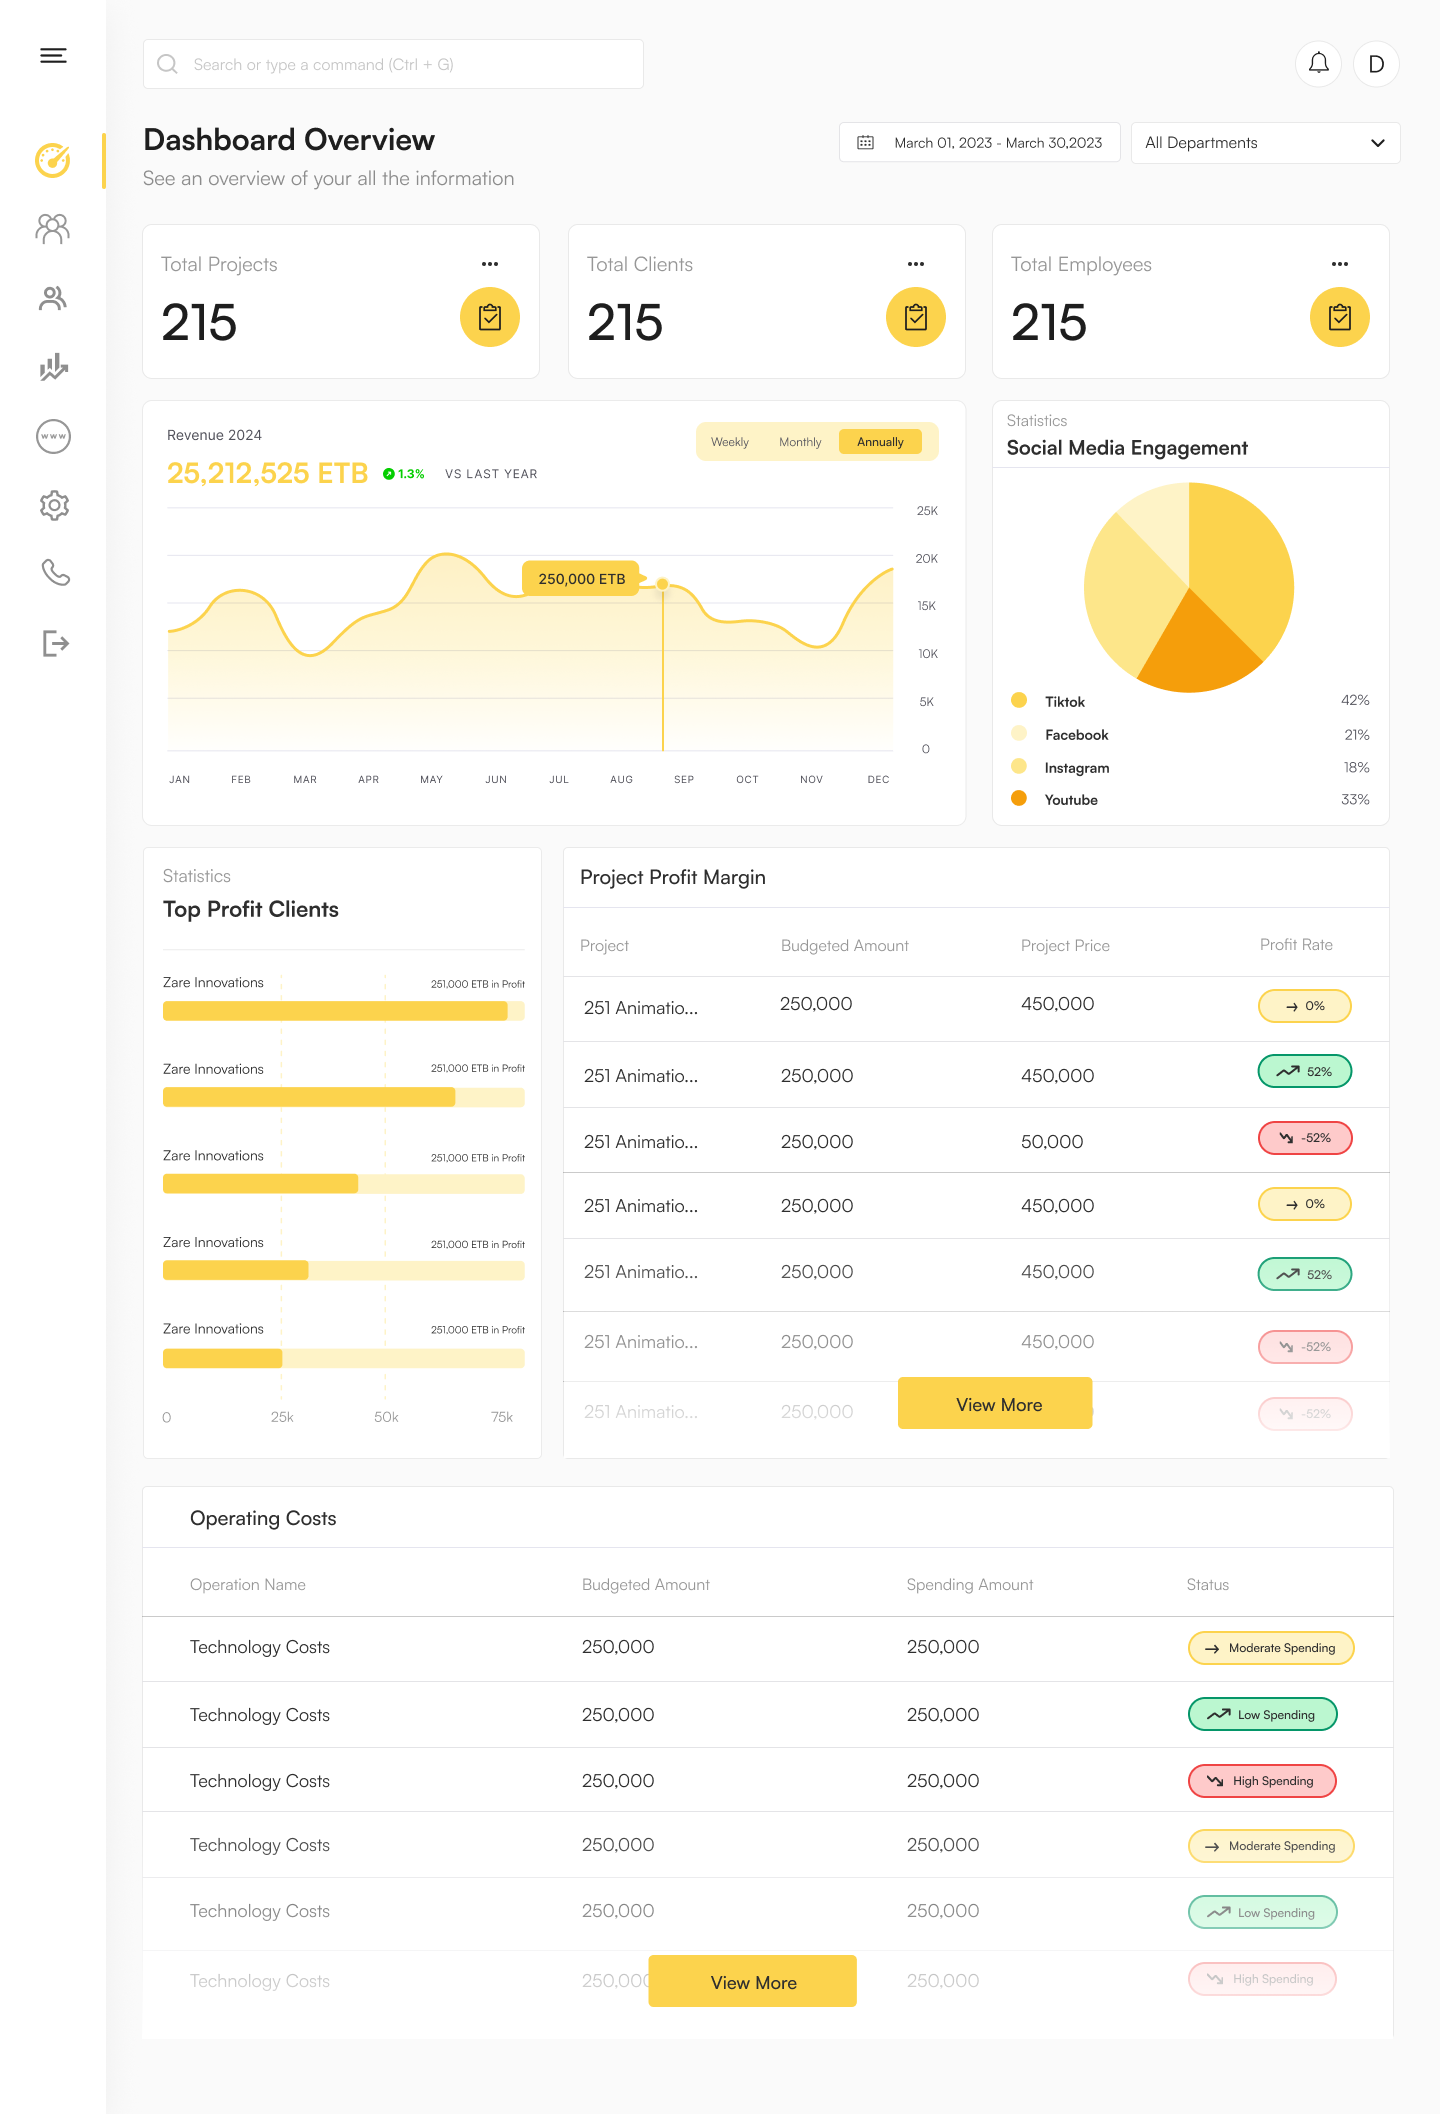 Search or type a command (Ctrl + G)
D
Dashboard Overview
See an overview of your all the information
March 01, 2023 - March 30,2023
All Departments
Total Projects
215
Total Clients
215
Total Employees
215
www
Revenue 2024
25,212,525 ETB
1.3%
VS LAST YEAR
Weekly Monthly Annually
25K
20K
15K
10K
5K
0
250,000 ETB
JAN FEB MAR APR MAY JUN JUL AUG SEP OCT NOV DEC
Statistics
Social Media Engagement
Tiktok 42%
Facebook 21%
Instagram 18%
Youtube 33%
Statistics
Top Profit Clients
Zare Innovations 251,000 ETB in Profit
Zare Innovations 251,000 ETB in Profit
Zare Innovations 251,000 ETB in Profit
Zare Innovations 251,000 ETB in Profit
Zare Innovations 251,000 ETB in Profit
0 25k 50k 75k
Project Profit Margin
Project Budgeted Amount Project Price Profit Rate
251 Animatio... 250,000 450,000 0%
251 Animatio... 250,000 450,000 52%
251 Animatio... 250,000 50,000 -52%
251 Animatio... 250,000 450,000 0%
251 Animatio... 250,000 450,000 52%
251 Animatio... 250,000 450,000 -52%
251 Animatio... 250,000 -52%
View More
Operating Costs
Operation Name Budgeted Amount Spending Amount Status
Technology Costs 250,000 250,000 Moderate Spending
Technology Costs 250,000 250,000 Low Spending
Technology Costs 250,000 250,000 High Spending
Technology Costs 250,000 250,000 Moderate Spending
Technology Costs 250,000 250,000 Low Spending
Technology Costs 250,000 250,000 High Spending
View More